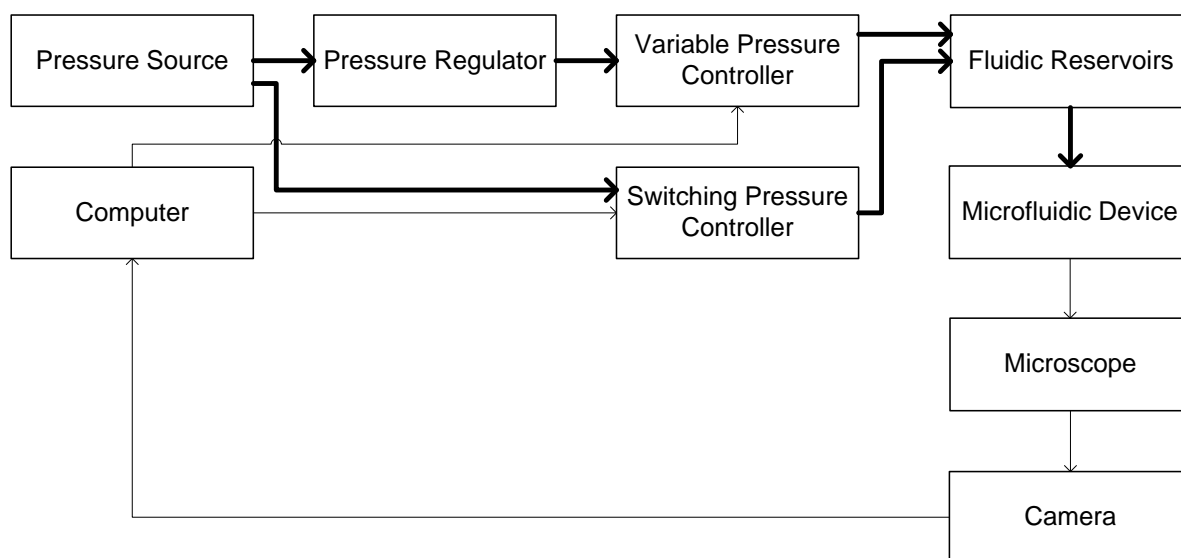 Pressure Source
Pressure Regulator
Variable Pressure
Controller
Fluidic Reservoirs
Computer
Switching Pressure
Controller
Microfluidic Device
Microscope
Camera